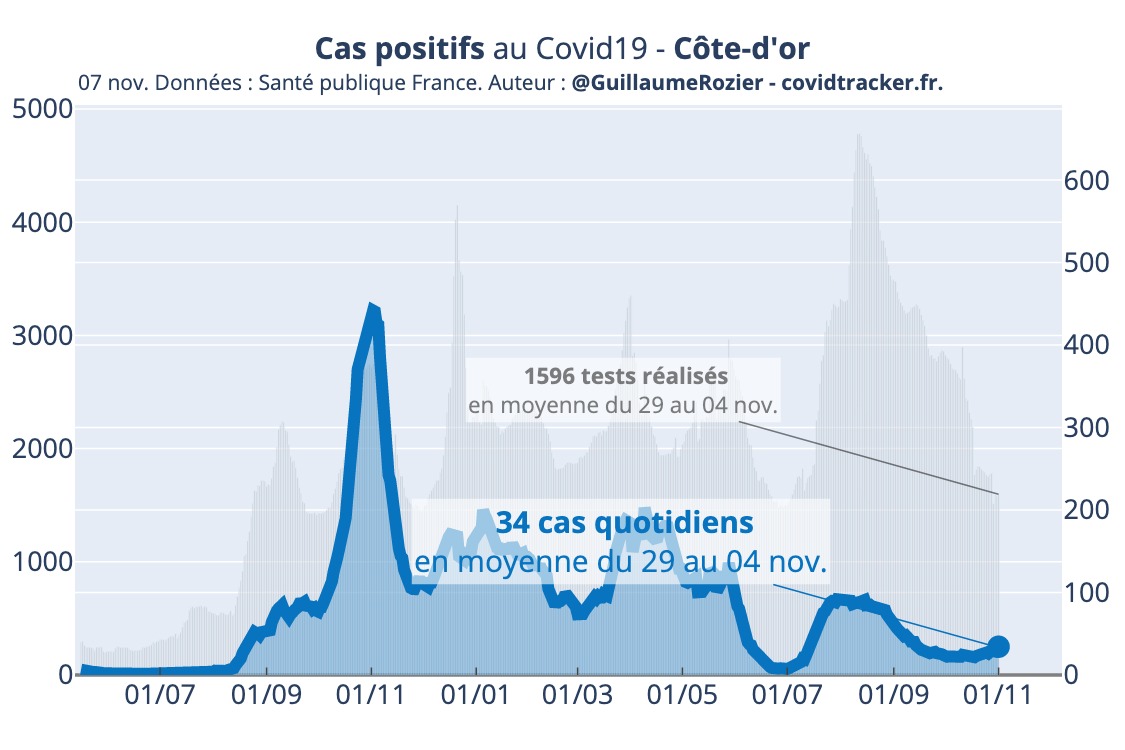 Cas positifs au Covid19 - Côte-d'or
07 nov. Données : Santé publique France. Auteur : @GuillaumeRozier - covidtracker.fr.
5000
4000
3000
2000
1000
0
600
500
400
300
200
100
0
1596 tests réalisés
en moyenne du 29 au 04 nov.
34 cas quotidiens
en moyenne du 29 au 04 nov.
01/07 01/09 01/11 01/01 01/03 01/05 01/07 01/09 01/11